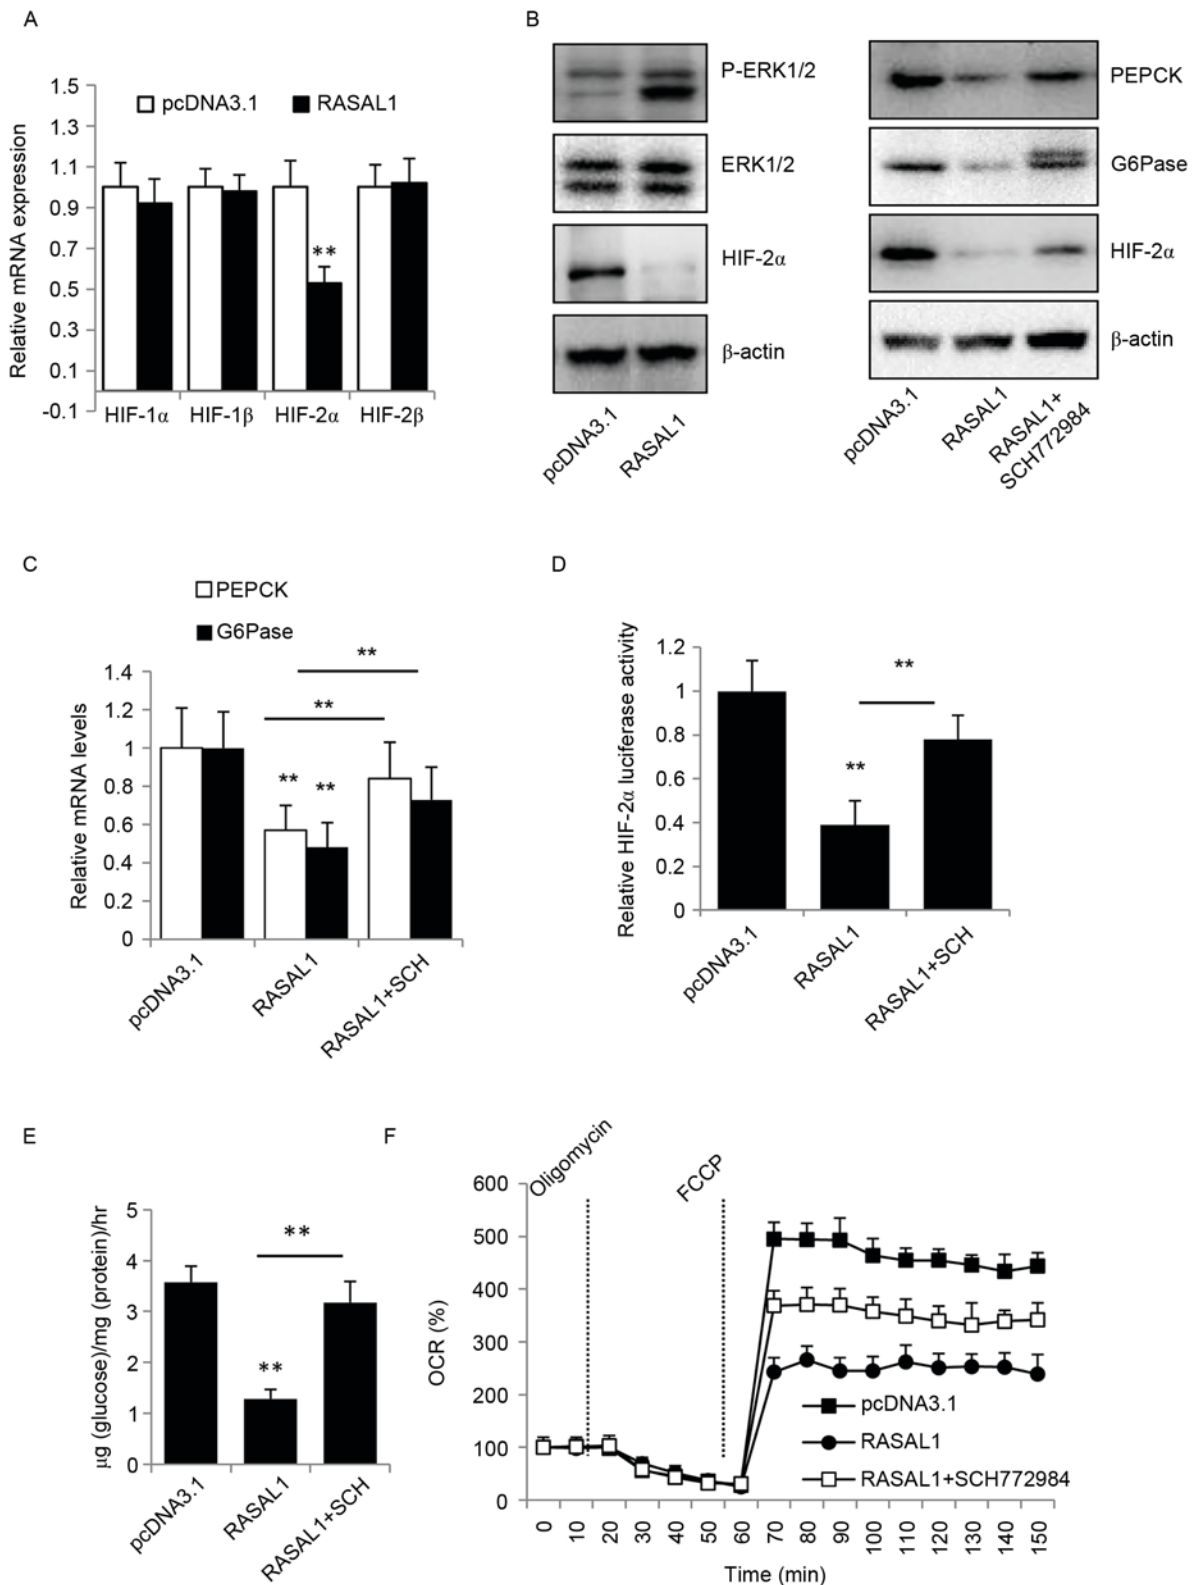 A
Relative mRNA expression
1.5
1.3
1.1
0.9
0.7
0.5
0.3
0.1
-0.1
pcDNA3.1
RASAL1
**
HIF-1α
HIF-1β
HIF-2α
HIF-2β
B
P-ERK1/2
ERK1/2
HIF-2α
β-actin
pcDNA3.1
RASAL1
PEPCK
G6Pase
HIF-2α
β-actin
pcDNA3.1
RASAL1
RASAL1+
SCH772984
C
PEPCK
G6Pase
Relative mRNA levels
1.4
1.2
1
0.8
0.6
0.4
0.2
0
**
**
**
**
pcDNA3.1
RASAL1
RASAL1+SCH
D
Relative HIF-2α luciferase activity
1.2
1
0.8
0.6
0.4
0.2
0
**
**
pcDNA3.1
RASAL1
RASAL1+SCH
E
μg (glucose)/mg (protein)/hr
5
4
3
2
1
0
**
**
pcDNA3.1
RASAL1
RASAL1+SCH
F
Oligomycin
FCCP
OCR (%)
600
500
400
300
200
100
0
pcDNA3.1
RASAL1
RASAL1+SCH772984
0
10
20
30
40
50
60
70
80
90
100
110
120
130
140
150
Time (min)